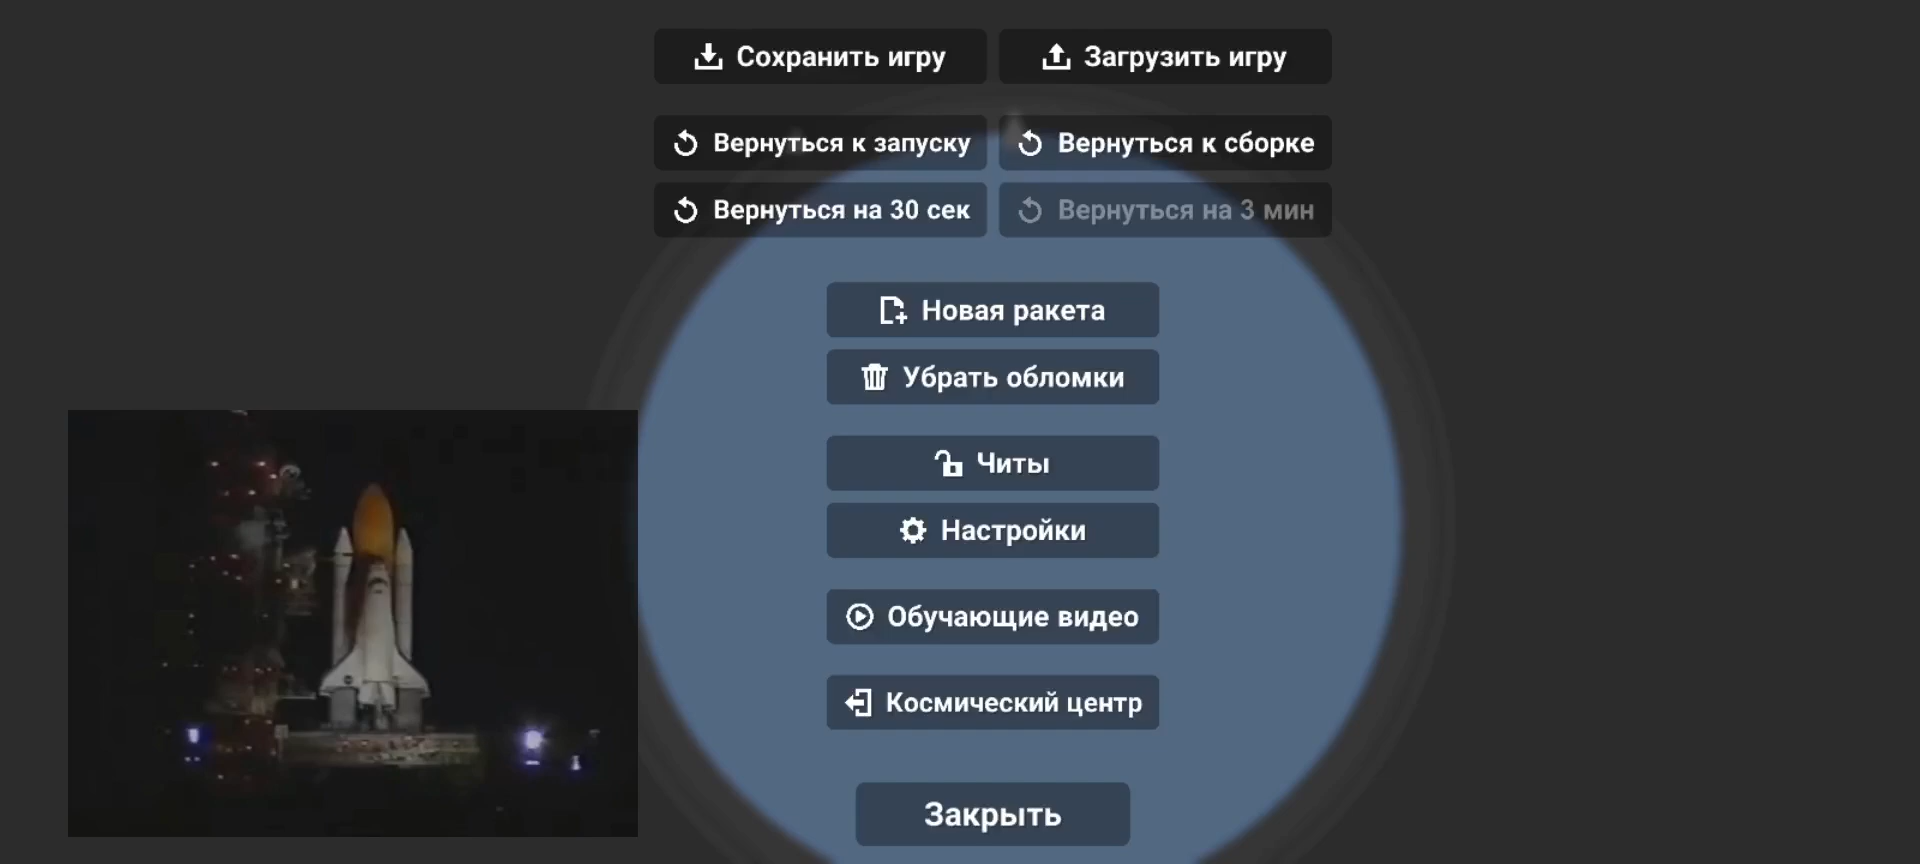 Сохранить игру
Загрузить игру
Вернуться к запуску
Вернуться к сборке
Вернуться на 30 сек
Вернуться на 3 мин
Новая ракета
Убрать обломки
Читы
Настройки
Обучающие видео
Космический центр
Закрыть